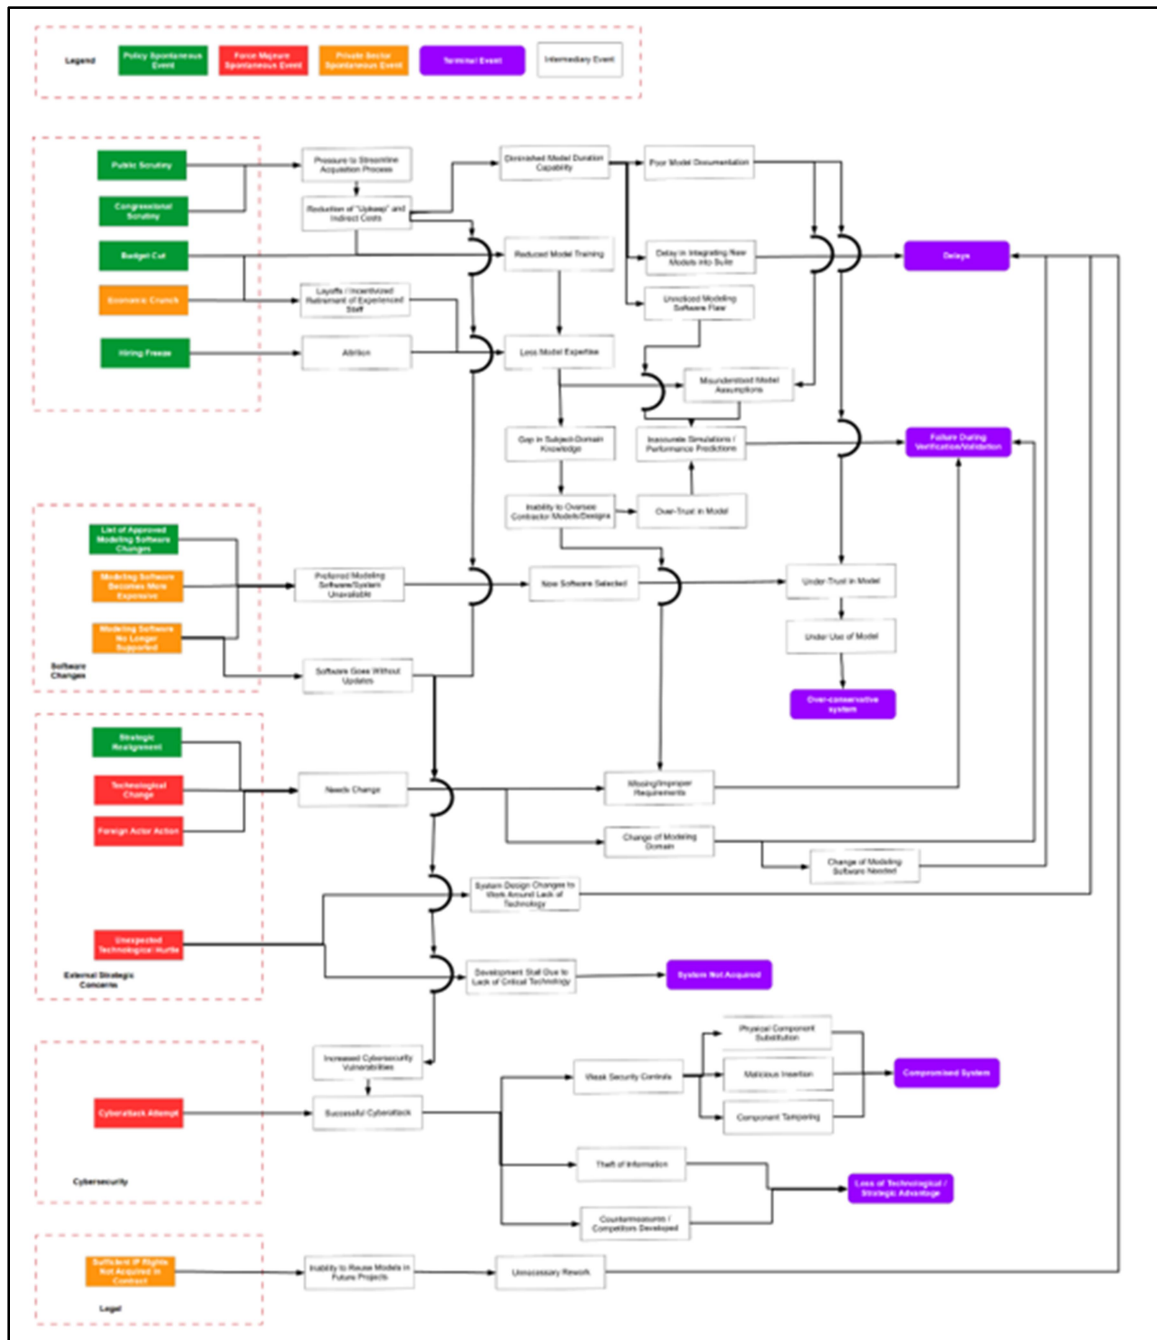 Legend
Policy Spontaneous
Event
Force Majeure
Spontaneous Event
Private Sector
Spontaneous Event
Terminal Event
Intermediary Event
Public Scrutiny
Pressure to Streamline
Acquisition Process
Diminished Model Duration
Capability
Poor Model Documentation
Congressional
Scrutiny
Reduction of "Upkeep" and
Indirect Costs
Budget Cut
Reduced Model Training
Delay in Integrating New
Models into Suite
Delays
Economic Crunch
Layoffs / Incentivized
Retirement of Experienced
Staff
Unnoticed Modeling
Software Flaw
Hiring Freeze
Attrition
Less Model Expertise
Misunderstood Model
Assumptions
Gap in Subject-Domain
Knowledge
Inaccurate Simulations /
Performance Predictions
Failure During
Verification/Validation
Inability to Oversee
Contractor Models/Designs
Over-Trust in Model
List of Approved
Modeling Software
Changes
Modeling Software
Becomes More
Expensive
Preferred Modeling
Software/System
Unavailable
New Software Selected
Under-Trust in Model
Modeling Software
No Longer
Supported
Under Use of Model
Software
Changes
Software Goes Without
Updates
Over-conservative
system
Strategic
Realignment
Technological
Change
Needs Change
Missing/Improper
Requirements
Foreign Actor Action
Change of Modeling
Domain
Change of Modeling
Software Needed
System Design Changes to
Work Around Lack of
Technology
Unexpected
Technological Hurdle
External Strategic
Concerns
Development Stall Due to
Lack of Critical Technology
System Not Acquired
Physical Component
Substitution
Increased Cybersecurity
Vulnerabilities
Weak Security Controls
Malicious Insertion
Compromised System
Cyberattack Attempt
Successful Cyberattack
Component Tampering
Cybersecurity
Theft of Information
Loss of Technological /
Strategic Advantage
Countermeasures /
Competitors Developed
Sufficient IP Rights
Not Acquired in
Contract
Inability to Reuse Models in
Future Projects
Unnecessary Rework
Legal